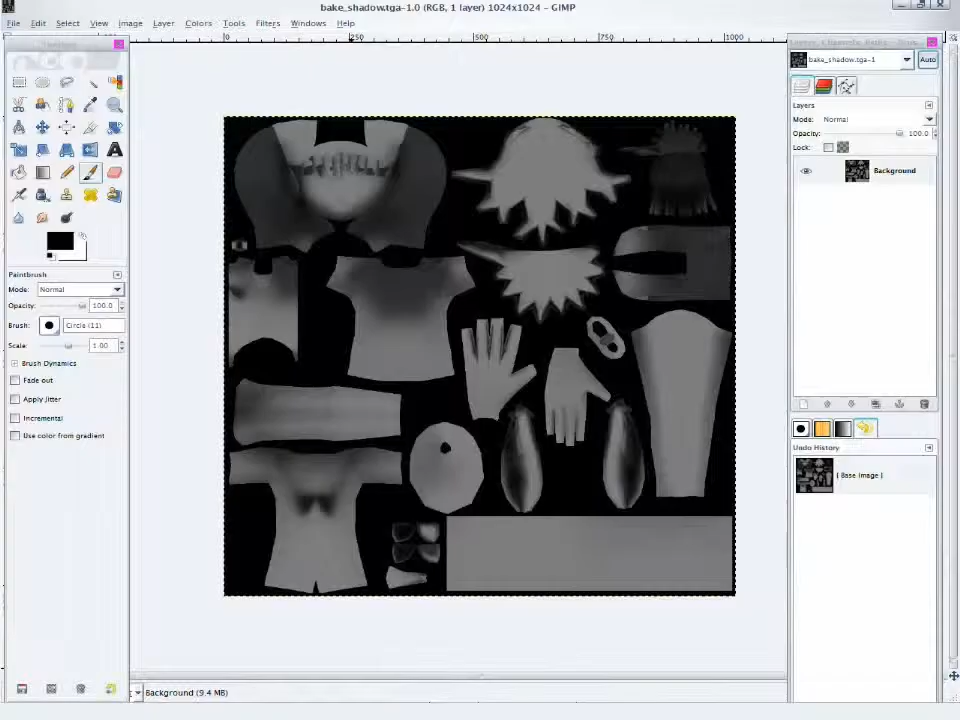 bake_shadow.tga-1.0 (RGB, 1 layer) 1024x1024 – GIMP
File Edit Select View Image Layer Colors Tools Filters Windows Help
0 250 500 750 1000
bake_shadow.tga-1 Auto
Layers
Mode: Normal
Opacity: 100.0
Lock:
Background
Paintbrush
Mode: Normal
Opacity: 100.0
Brush: Circle (11)
Scale: 1.00
Brush Dynamics
Fade out
Apply Jitter
Incremental
Use color from gradient
Undo History
[ Base Image ]
Background (9.4 MB)